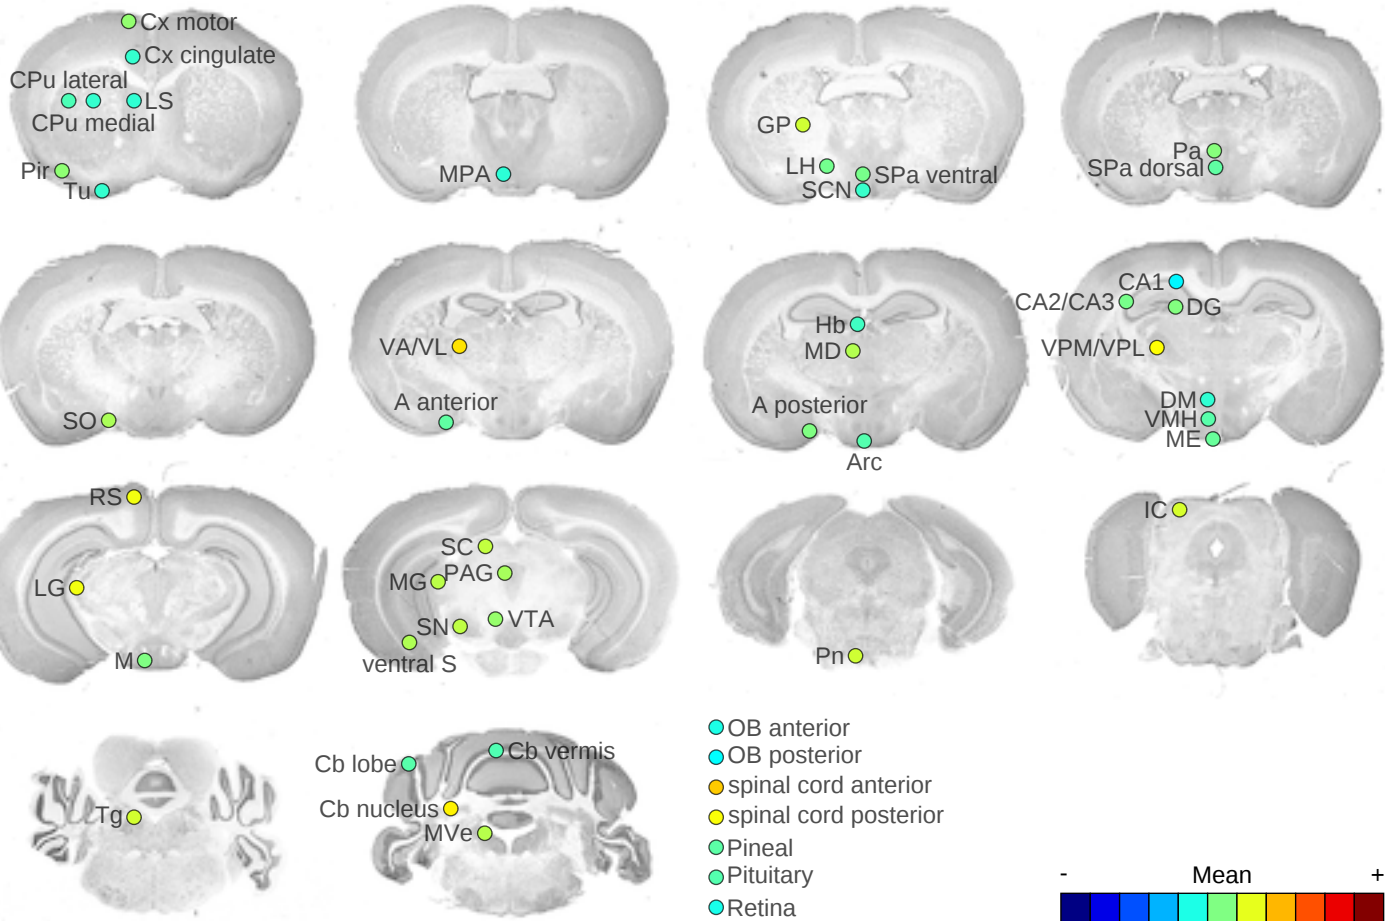 Cx motor
Cx cingulate
CPu lateral
LS
CPu medial
Pir
Tu
MPA
GP
LH
SPa ventral
SCN
Pa
SPa dorsal
SO
VA/VL
A anterior
Hb
MD
A posterior
Arc
CA1
CA2/CA3
DG
VPM/VPL
DM
VMH
ME
RS
LG
M
SC
MG
PAG
SN
VTA
ventral S
Pn
IC
Tg
Cb lobe
Cb vermis
Cb nucleus
MVe
OB anterior
OB posterior
spinal cord anterior
spinal cord posterior
Pineal
Pituitary
Retina
- Mean +